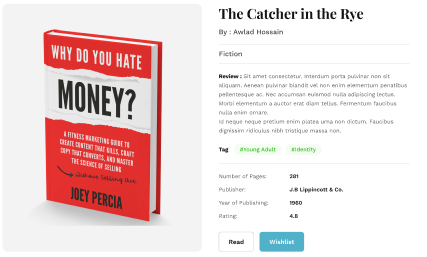 WHY DO YOU HATE
MONEY?
A FITNESS MARKETING GUIDE TO
CREATE CONTENT THAT KILLS, CRAFT
COPY THAT CONVERTS, AND MASTER
THE SCIENCE OF SELLING
without Selling Out
JOEY PERCIA
The Catcher in the Rye
By : Awlad Hossain
Fiction
Review : Sit amet consectetur. Interdum porta pulvinar non sit
aliquam. Aenean pulvinar blandit vel non enim elementum penatibus
pellentesque ac. Nec accumsan euismod nulla adipiscing lectus.
Morbi elementum a auctor erat diam tellus. Fermentum faucibus
nulla enim ornare.
Id neque neque pretium enim platea urna non dictum. Faucibus
dignissim ridiculus nibh tristique massa non.
Tag #Young Adult #Identity
Number of Pages: 281
Publisher: J.B Lippincott & Co.
Year of Publishing: 1960
Rating: 4.8
Read Wishlist